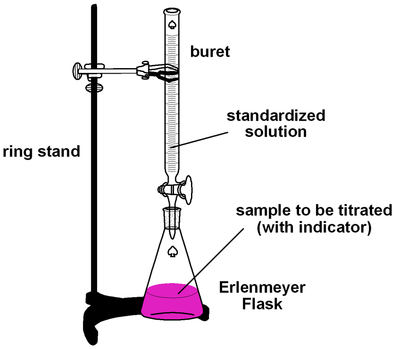 buret
standardized
solution
ring stand
sample to be titrated
(with indicator)
Erlenmeyer
Flask